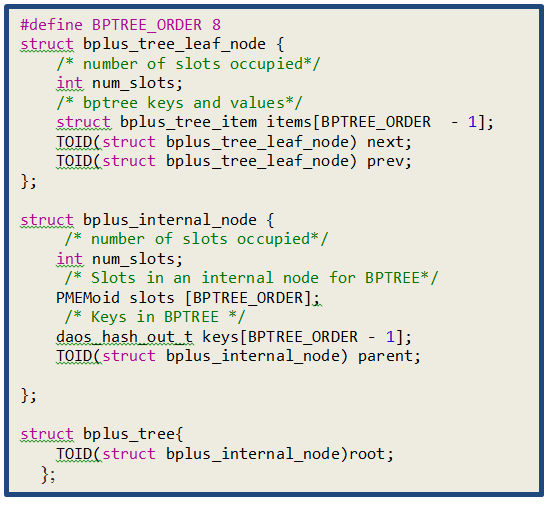 #define BPTREE_ORDER 8
struct bplus_tree_leaf_node {
/* number of slots occupied*/
int num_slots;
/* bptree keys and values*/
struct bplus_tree_item items[BPTREE_ORDER  - 1];
TOID(struct bplus_tree_leaf_node) next;
TOID(struct bplus_tree_leaf_node) prev;
};
struct bplus_internal_node {
/* number of slots occupied*/
int num_slots;
/* Slots in an internal node for BPTREE*/
PMEMoid slots [BPTREE_ORDER];
/* Keys in BPTREE */
daos_hash_out_t keys[BPTREE_ORDER - 1];
TOID(struct bplus_internal_node) parent;
};
struct bplus_tree{
TOID(struct bplus_internal_node)root;
};